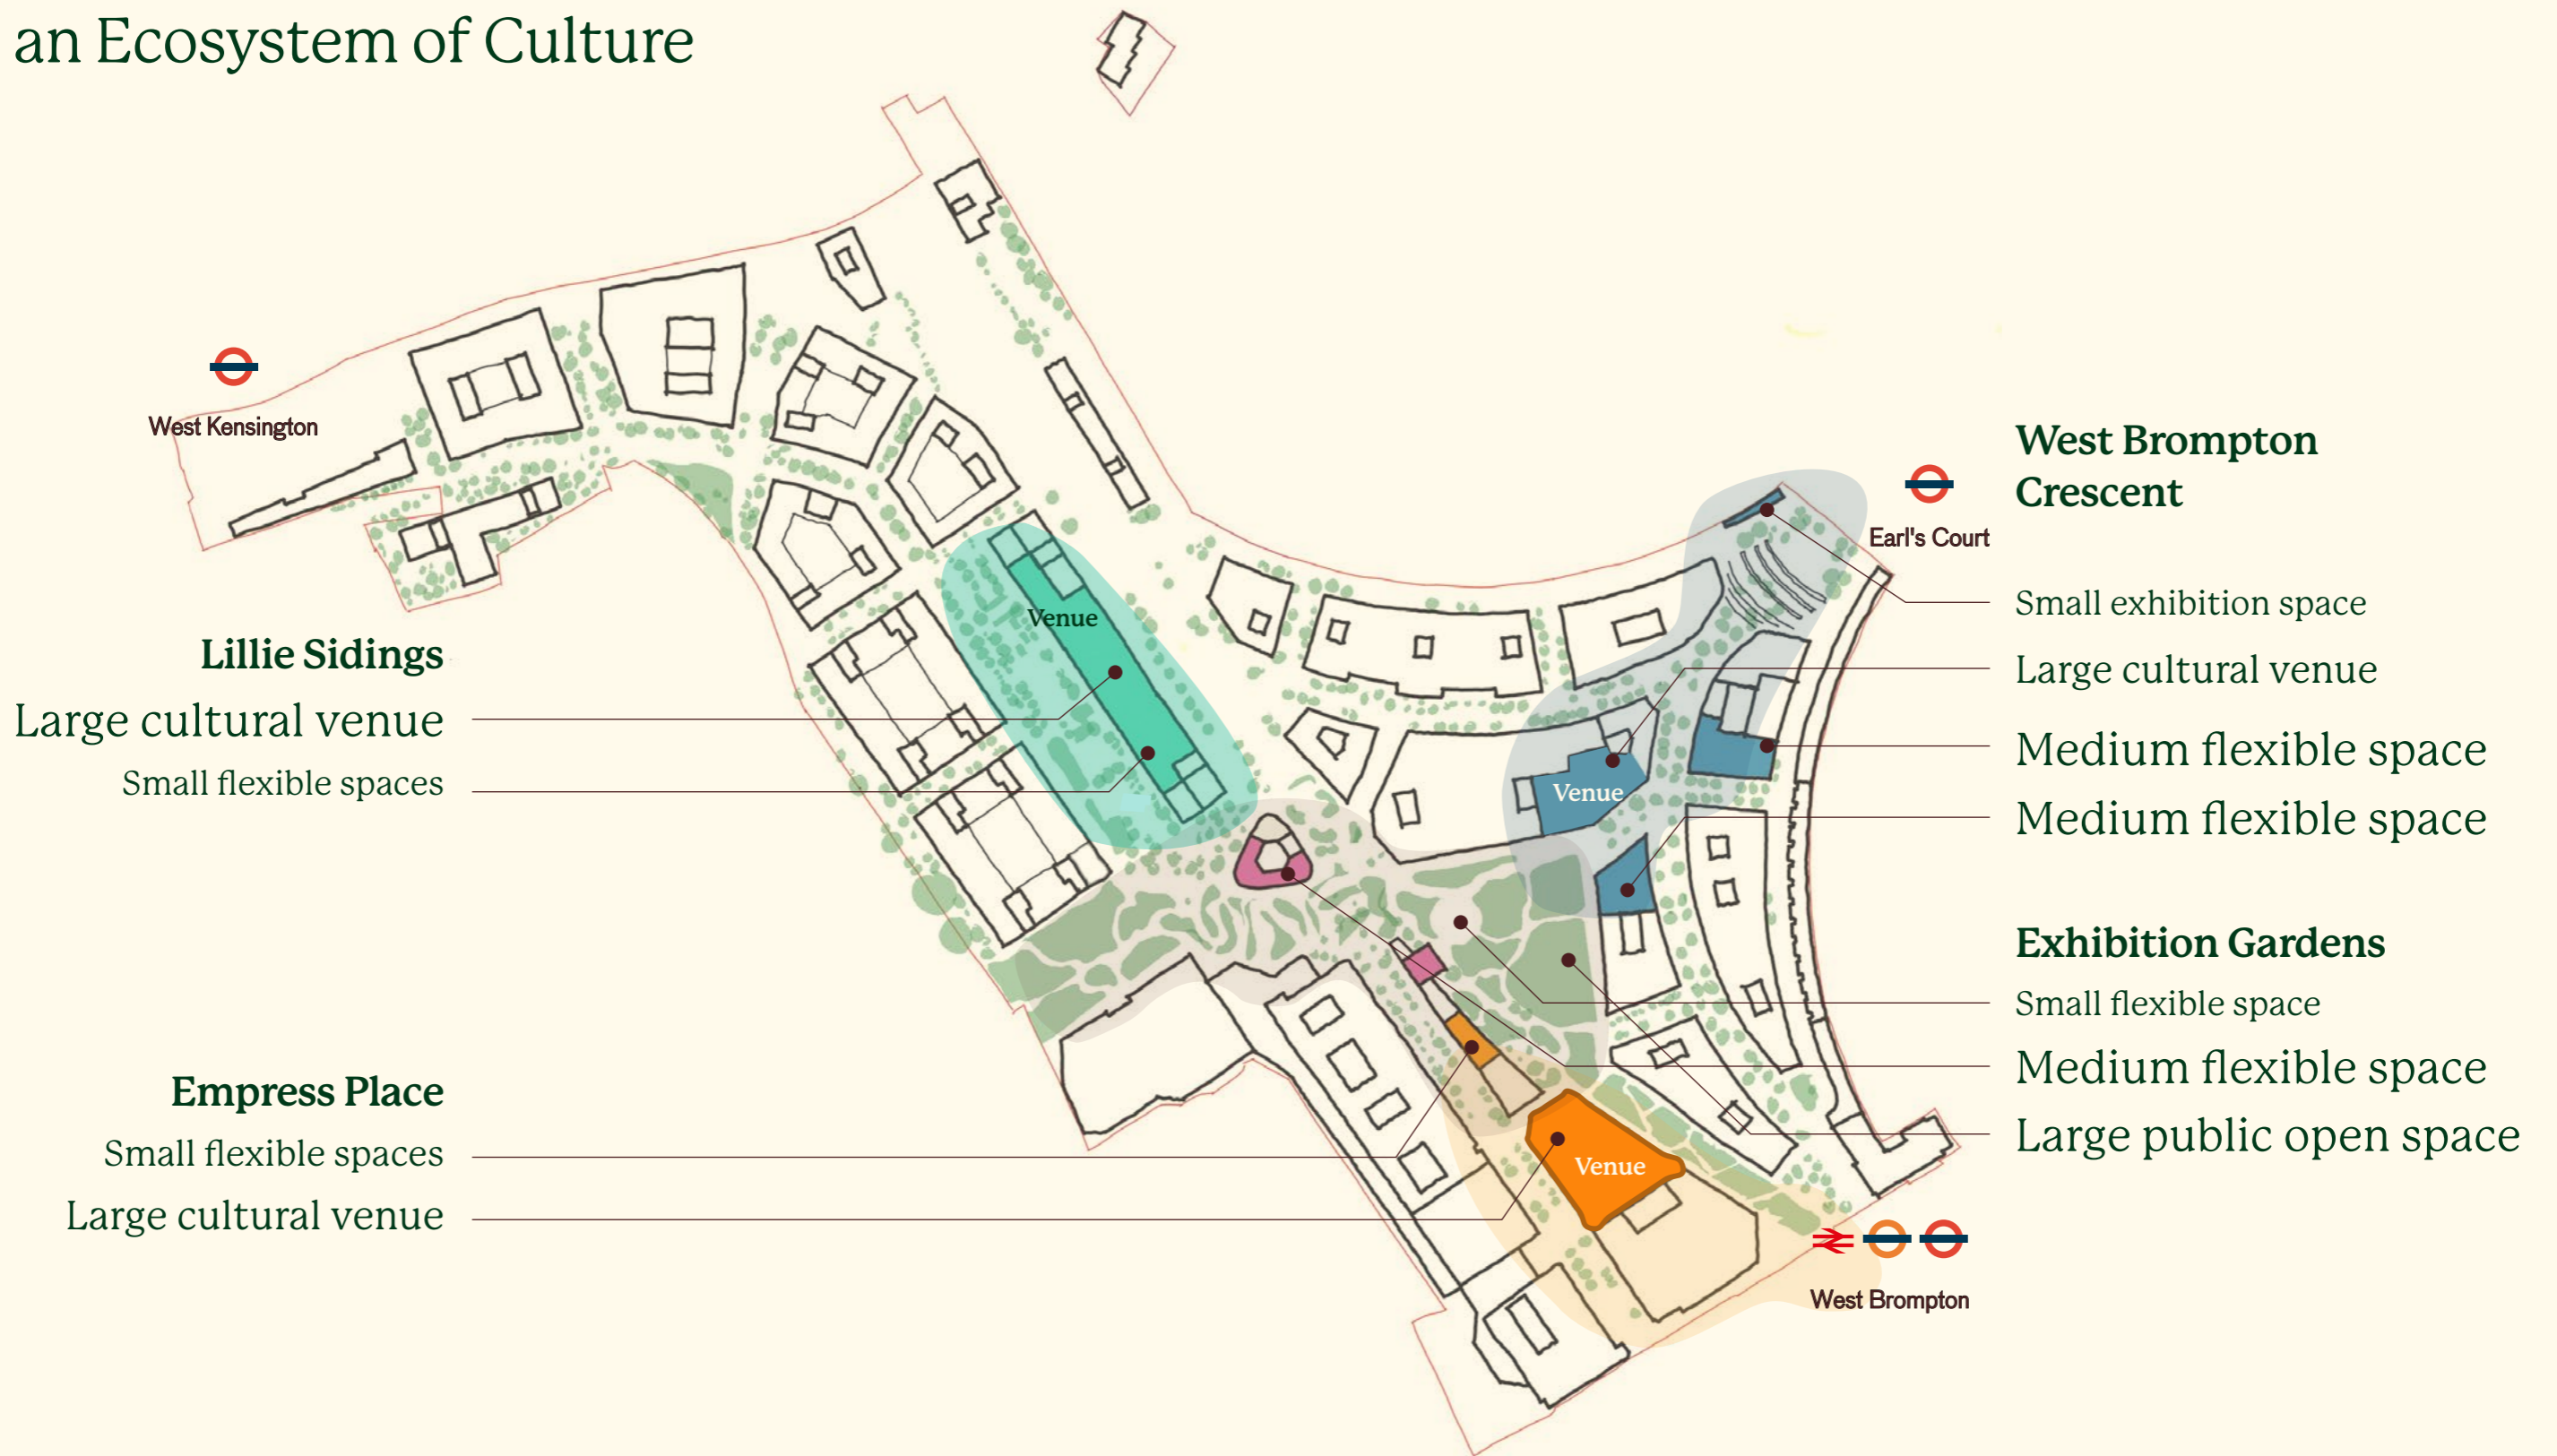 an Ecosystem of Culture
West Kensington
Lillie Sidings
Large cultural venue
Small flexible spaces
Empress Place
Small flexible spaces
Large cultural venue
Venue
Venue
Venue
Earl's Court
West Brompton
Crescent
Small exhibition space
Large cultural venue
Medium flexible space
Medium flexible space
Exhibition Gardens
Small flexible space
Medium flexible space
Large public open space
West Brompton